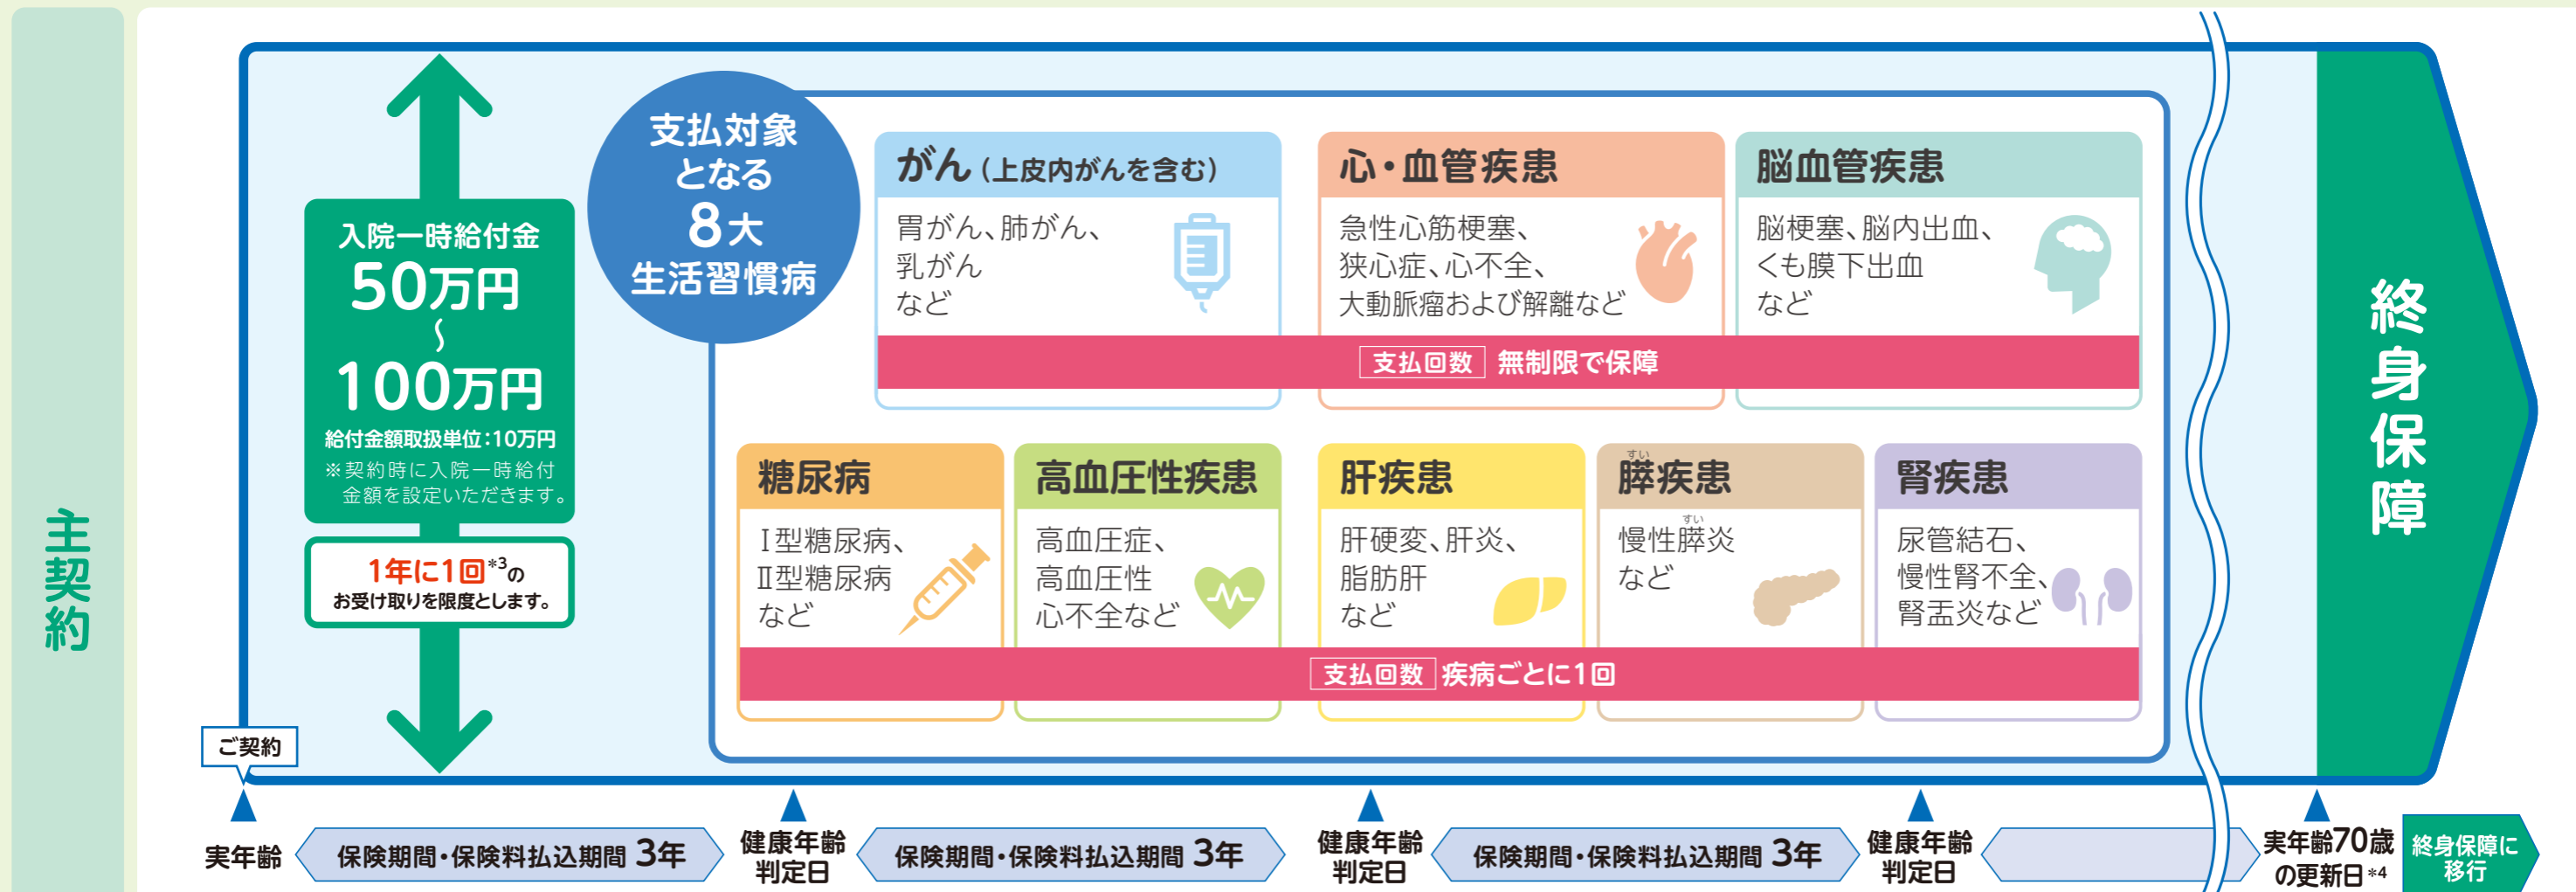 主契約
入院一時給付金
50万円
〜
100万円
給付金額取扱単位：10万円
※契約時に入院一時給付
金額を設定いただきます。
1年に1回*3の
お受け取りを限度とします。
支払対象
となる
8大
生活習慣病
がん（上皮内がんを含む）
胃がん、肺がん、
乳がん
など
心・血管疾患
急性心筋梗塞、
狭心症、心不全、
大動脈瘤および解離など
脳血管疾患
脳梗塞、脳内出血、
くも膜下出血
など
支払回数 無制限で保障
糖尿病
Ⅰ型糖尿病、
Ⅱ型糖尿病
など
高血圧性疾患
高血圧症、
高血圧性
心不全など
肝疾患
肝硬変、肝炎、
脂肪肝
など
すい
膵疾患
すい
慢性膵炎
など
腎疾患
尿管結石、
慢性腎不全、
腎盂炎など
支払回数 疾病ごとに1回
終身保障
ご契約
実年齢
保険期間・保険料払込期間 3年
健康年齢
判定日
保険期間・保険料払込期間 3年
健康年齢
判定日
保険期間・保険料払込期間 3年
健康年齢
判定日
実年齢70歳
の更新日*4
終身保障に
移行